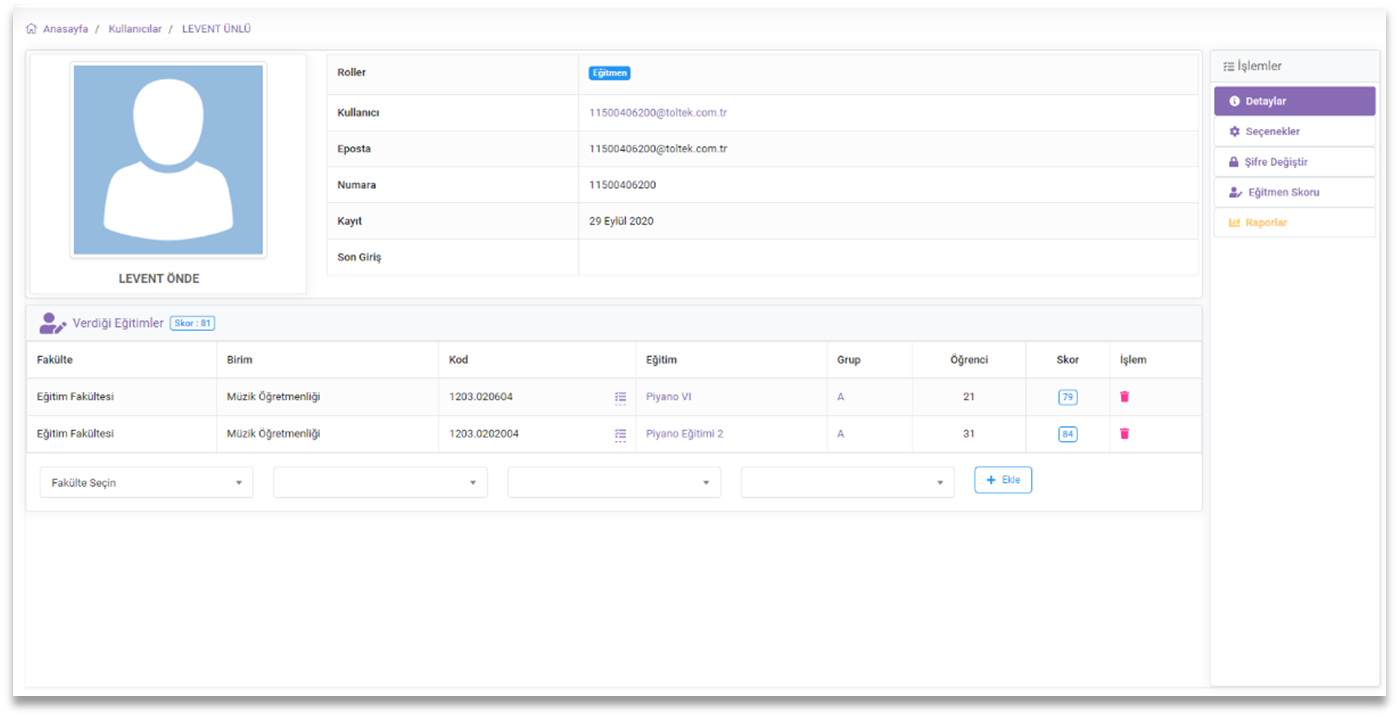 Anasayfa / Kullanıcılar / LEVENT ÜNLÜ
LEVENT ÖNDE
Roller Eğitmen
Kullanıcı 11500406200@toltek.com.tr
Eposta 11500406200@toltek.com.tr
Numara 11500406200
Kayıt 29 Eylül 2020
Son Giriş
İşlemler
Detaylar
Seçenekler
Şifre Değiştir
Eğitmen Skoru
Raporlar
Verdiği Eğitimler Skor : 81
Fakülte Birim Kod Eğitim Grup Öğrenci Skor İşlem
Eğitim Fakültesi Müzik Öğretmenliği 1203.020604 Piyano VI A 21 79
Eğitim Fakültesi Müzik Öğretmenliği 1203.0202004 Piyano Eğitimi 2 A 31 84
Fakülte Seçin + Ekle